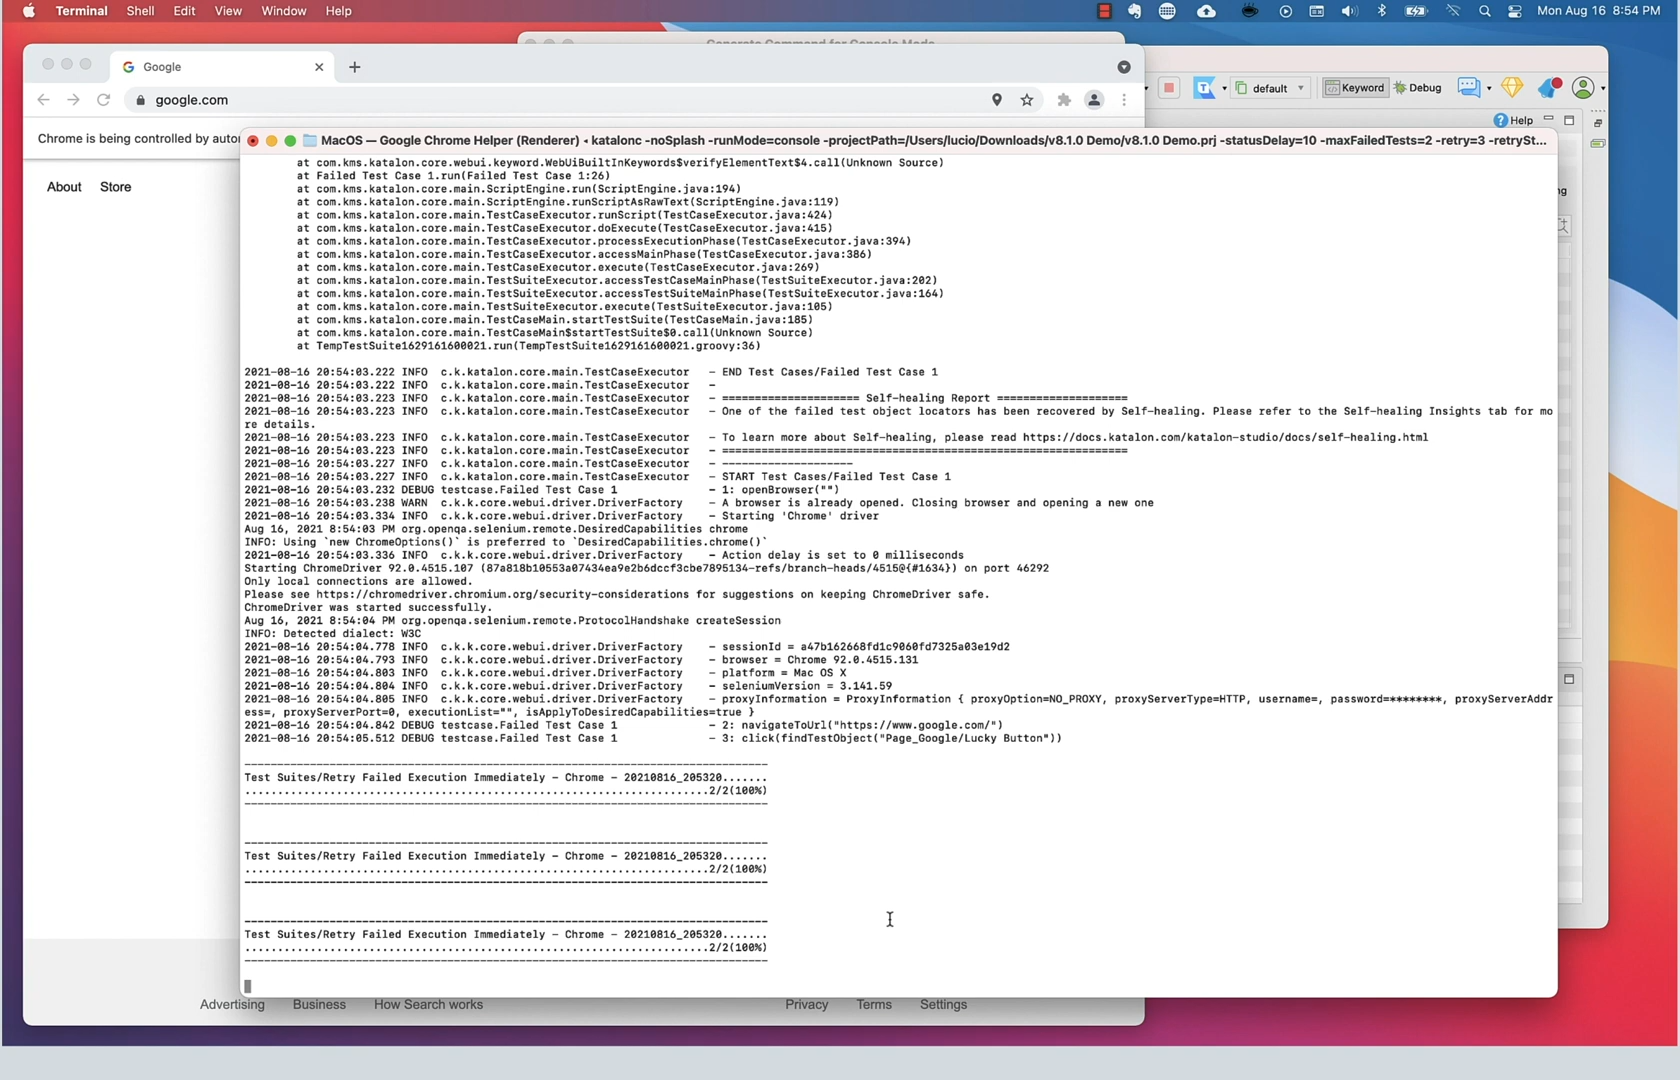 Terminal Shell Edit View Window Help
Mon Aug 16 8:54 PM
Generate Command for Console Mode
Google
google.com
default Keyword Debug
Help
Chrome is being controlled by autor
MacOS — Google Chrome Helper (Renderer) ◂ katalonc -noSplash -runMode=console -projectPath=/Users/lucio/Downloads/v8.1.0 Demo/v8.1.0 Demo.prj -statusDelay=10 -maxFailedTests=2 -retry=3 -retrySt...
About Store
at com.kms.katalon.core.webui.keyword.WebUiBuiltInKeywords$verifyElementText$4.call(Unknown Source)
at Failed Test Case 1.run(Failed Test Case 1:26)
at com.kms.katalon.core.main.ScriptEngine.run(ScriptEngine.java:194)
at com.kms.katalon.core.main.ScriptEngine.runScriptAsRawText(ScriptEngine.java:119)
at com.kms.katalon.core.main.TestCaseExecutor.runScript(TestCaseExecutor.java:424)
at com.kms.katalon.core.main.TestCaseExecutor.doExecute(TestCaseExecutor.java:415)
at com.kms.katalon.core.main.TestCaseExecutor.processExecutionPhase(TestCaseExecutor.java:394)
at com.kms.katalon.core.main.TestCaseExecutor.accessMainPhase(TestCaseExecutor.java:386)
at com.kms.katalon.core.main.TestCaseExecutor.execute(TestCaseExecutor.java:269)
at com.kms.katalon.core.main.TestSuiteExecutor.accessTestCaseMainPhase(TestSuiteExecutor.java:202)
at com.kms.katalon.core.main.TestSuiteExecutor.accessTestSuiteMainPhase(TestSuiteExecutor.java:164)
at com.kms.katalon.core.main.TestSuiteExecutor.execute(TestSuiteExecutor.java:105)
at com.kms.katalon.core.main.TestCaseMain.startTestSuite(TestCaseMain.java:185)
at com.kms.katalon.core.main.TestCaseMain$startTestSuite$0.call(Unknown Source)
at TempTestSuite1629161600021.run(TempTestSuite1629161600021.groovy:36)
2021-08-16 20:54:03.222 INFO c.k.katalon.core.main.TestCaseExecutor - END Test Cases/Failed Test Case 1
2021-08-16 20:54:03.222 INFO c.k.katalon.core.main.TestCaseExecutor -
2021-08-16 20:54:03.223 INFO c.k.katalon.core.main.TestCaseExecutor - ===================== Self-healing Report ====================
2021-08-16 20:54:03.223 INFO c.k.katalon.core.main.TestCaseExecutor - One of the failed test object locators has been recovered by Self-healing. Please refer to the Self-healing Insights tab for mo
re details.
2021-08-16 20:54:03.223 INFO c.k.katalon.core.main.TestCaseExecutor - To learn more about Self-healing, please read https://docs.katalon.com/katalon-studio/docs/self-healing.html
2021-08-16 20:54:03.223 INFO c.k.katalon.core.main.TestCaseExecutor - ==============================================================
2021-08-16 20:54:03.227 INFO c.k.katalon.core.main.TestCaseExecutor - --------------------
2021-08-16 20:54:03.227 INFO c.k.katalon.core.main.TestCaseExecutor - START Test Cases/Failed Test Case 1
2021-08-16 20:54:03.232 DEBUG testcase.Failed Test Case 1 - 1: openBrowser("")
2021-08-16 20:54:03.238 WARN c.k.k.core.webui.driver.DriverFactory - A browser is already opened. Closing browser and opening a new one
2021-08-16 20:54:03.334 INFO c.k.k.core.webui.driver.DriverFactory - Starting 'Chrome' driver
Aug 16, 2021 8:54:03 PM org.openqa.selenium.remote.DesiredCapabilities chrome
INFO: Using `new ChromeOptions()` is preferred to `DesiredCapabilities.chrome()`
2021-08-16 20:54:03.336 INFO c.k.k.core.webui.driver.DriverFactory - Action delay is set to 0 milliseconds
Starting ChromeDriver 92.0.4515.107 (87a818b10553a07434ea9e2b6dccf3cbe7895134-refs/branch-heads/4515@{#1634}) on port 46292
Only local connections are allowed.
Please see https://chromedriver.chromium.org/security-considerations for suggestions on keeping ChromeDriver safe.
ChromeDriver was started successfully.
Aug 16, 2021 8:54:04 PM org.openqa.selenium.remote.ProtocolHandshake createSession
INFO: Detected dialect: W3C
2021-08-16 20:54:04.778 INFO c.k.k.core.webui.driver.DriverFactory - sessionId = a47b162668fd1c9060fd7325a03e19d2
2021-08-16 20:54:04.793 INFO c.k.k.core.webui.driver.DriverFactory - browser = Chrome 92.0.4515.131
2021-08-16 20:54:04.803 INFO c.k.k.core.webui.driver.DriverFactory - platform = Mac OS X
2021-08-16 20:54:04.804 INFO c.k.k.core.webui.driver.DriverFactory - seleniumVersion = 3.141.59
2021-08-16 20:54:04.805 INFO c.k.k.core.webui.driver.DriverFactory - proxyInformation = ProxyInformation { proxyOption=NO_PROXY, proxyServerType=HTTP, username=, password=********, proxyServerAddr
ess=, proxyServerPort=0, executionList="", isApplyToDesiredCapabilities=true }
2021-08-16 20:54:04.842 DEBUG testcase.Failed Test Case 1 - 2: navigateToUrl("https://www.google.com/")
2021-08-16 20:54:05.512 DEBUG testcase.Failed Test Case 1 - 3: click(findTestObject("Page_Google/Lucky Button"))
--------------------------------------------------------------------------------
Test Suites/Retry Failed Execution Immediately - Chrome - 20210816_205320.......
.......................................................................2/2(100%)
--------------------------------------------------------------------------------
--------------------------------------------------------------------------------
Test Suites/Retry Failed Execution Immediately - Chrome - 20210816_205320.......
.......................................................................2/2(100%)
--------------------------------------------------------------------------------
--------------------------------------------------------------------------------
Test Suites/Retry Failed Execution Immediately - Chrome - 20210816_205320.......
.......................................................................2/2(100%)
--------------------------------------------------------------------------------
Advertising Business How Search works Privacy Terms Settings